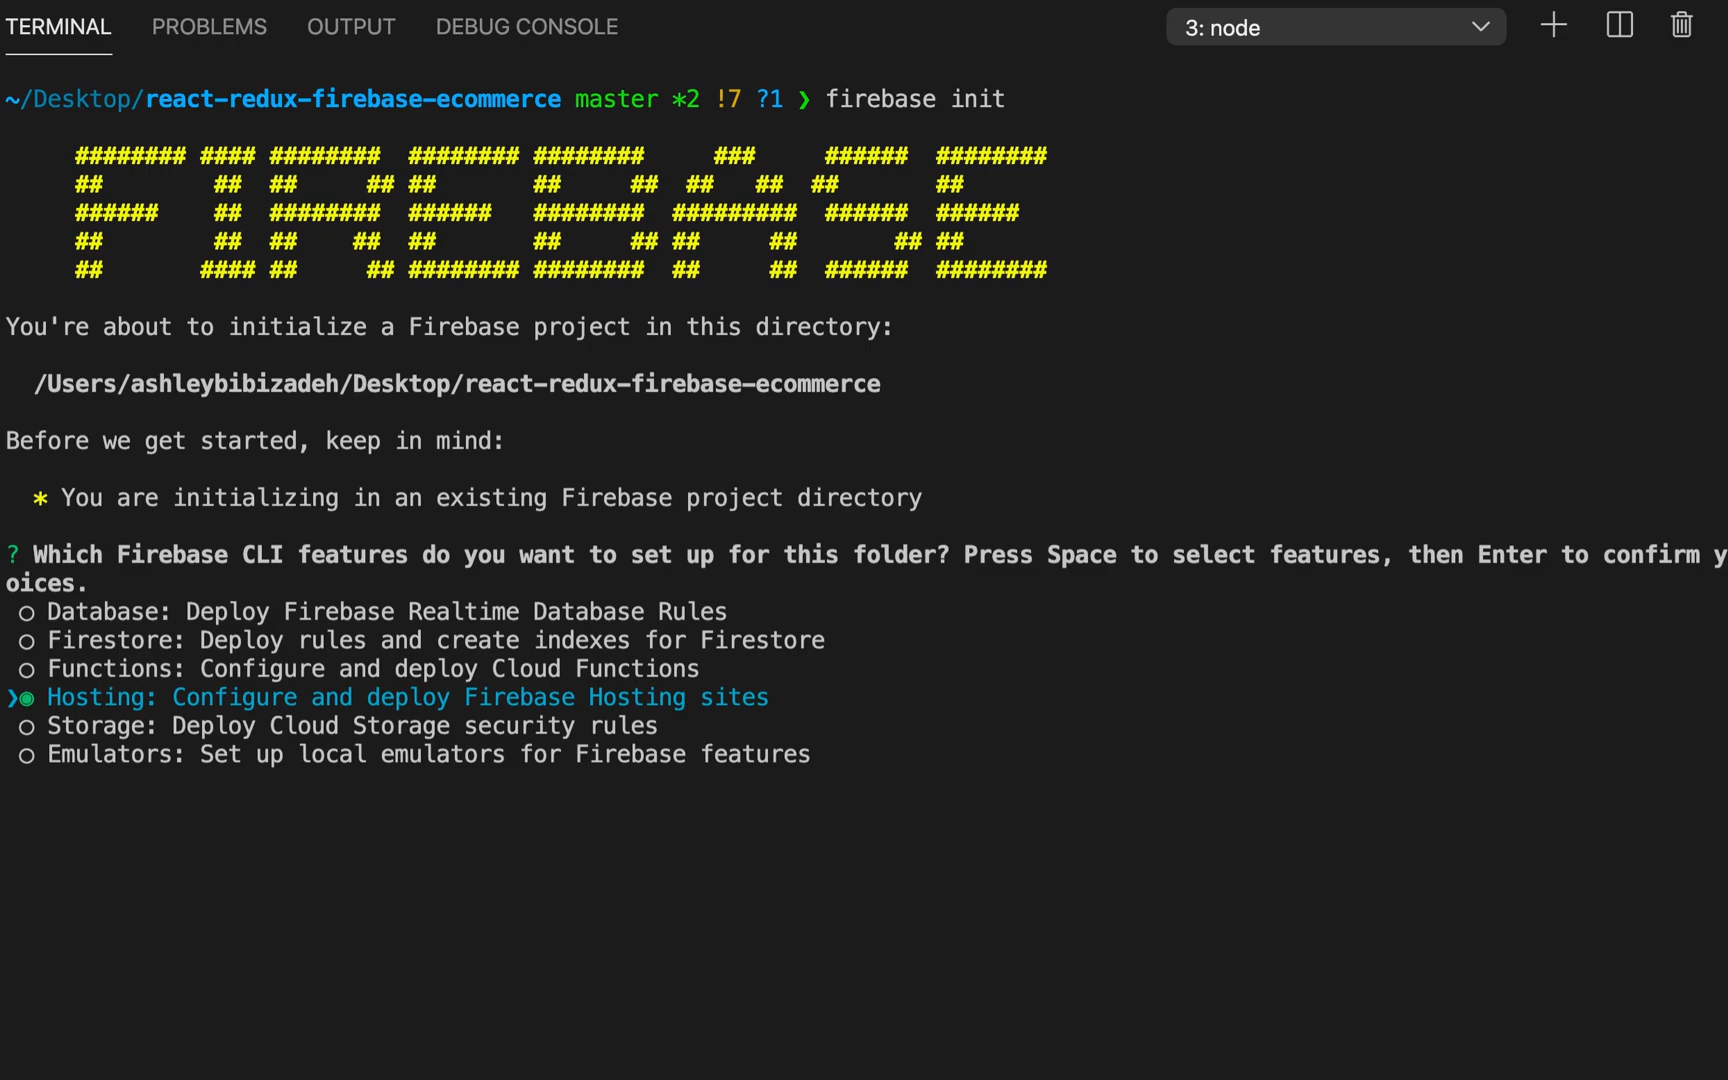 TERMINAL PROBLEMS OUTPUT DEBUG CONSOLE 3: node
~/Desktop/react-redux-firebase-ecommerce master *2 !7 ?1 ❯ firebase init
######## #### ########  ######## ########     ###     ######  ########
##        ##  ##     ## ##       ##     ##  ##   ##  ##       ##
######    ##  ########  ######   ########  #########  ######  ######
##        ##  ##    ##  ##       ##     ## ##     ##       ## ##
##       #### ##     ## ######## ########  ##     ##  ######  ########
You're about to initialize a Firebase project in this directory:
/Users/ashleybibizadeh/Desktop/react-redux-firebase-ecommerce
Before we get started, keep in mind:
* You are initializing in an existing Firebase project directory
? Which Firebase CLI features do you want to set up for this folder? Press Space to select features, then Enter to confirm y
oices.
◯ Database: Deploy Firebase Realtime Database Rules
◯ Firestore: Deploy rules and create indexes for Firestore
◯ Functions: Configure and deploy Cloud Functions
❯◉ Hosting: Configure and deploy Firebase Hosting sites
◯ Storage: Deploy Cloud Storage security rules
◯ Emulators: Set up local emulators for Firebase features